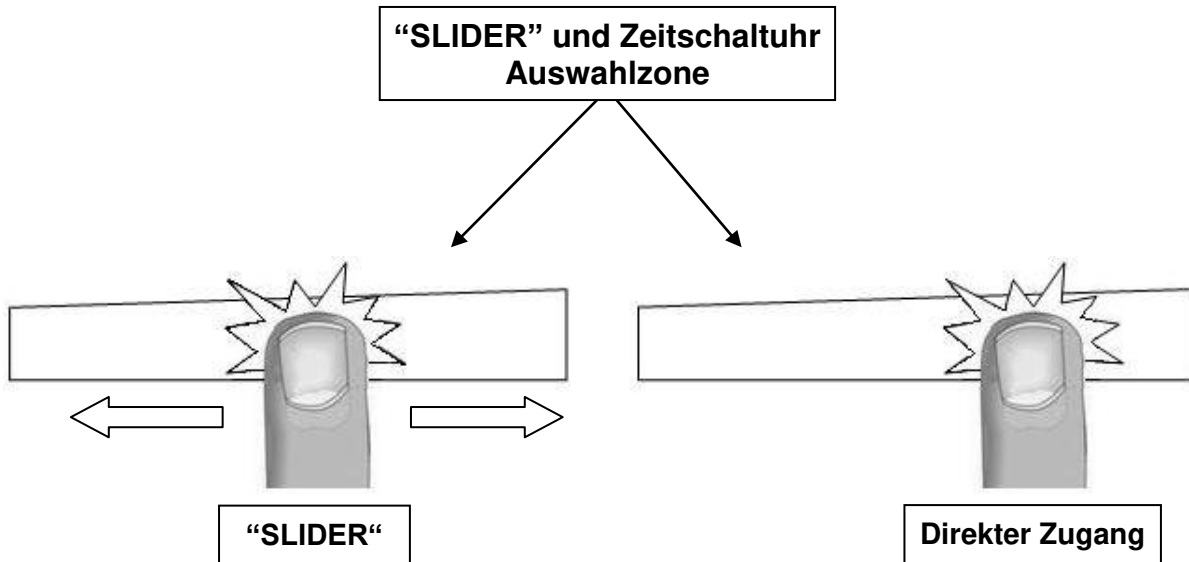 “SLIDER” und Zeitschaltuhr
Auswahlzone
“SLIDER“
Direkter Zugang